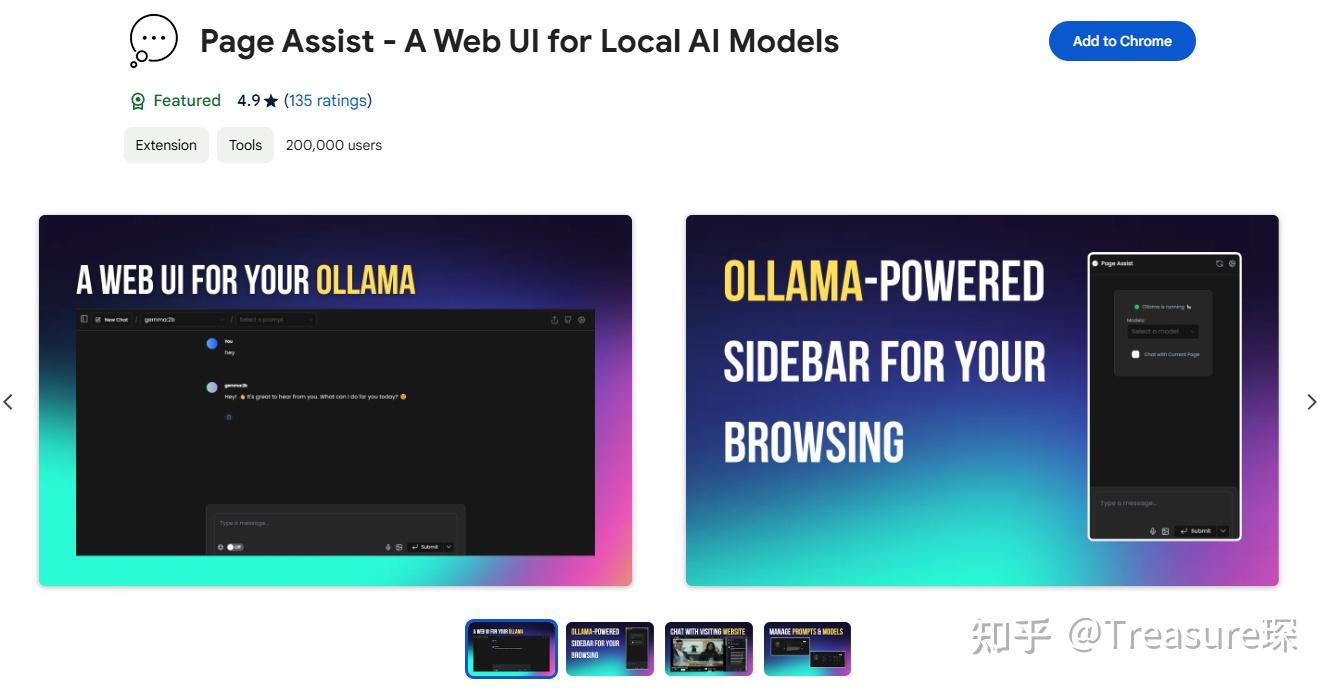 Page Assist - A Web UI for Local AI Models
Add to Chrome
Featured 4.9★ (135 ratings)
Extension Tools 200,000 users
A WEB UI FOR YOUR OLLAMA
New Chat / gemma:2b / Select a prompt
You
hey
gemma:2b
Hey! 👋 It's great to hear from you. What can I do for you today? 😊
Type a message...
Off
Submit
OLLAMA-POWERED
SIDEBAR FOR YOUR
BROWSING
Page Assist
Ollama is running 🦙
Models:
Select a model
Chat with Current Page
Type a message...
Submit
A WEB UI FOR YOUR OLLAMA
OLLAMA-POWERED
SIDEBAR FOR YOUR
BROWSING
CHAT WITH VISITING WEBSITE
MANAGE PROMPTS & MODELS
知乎 @Treasure琛